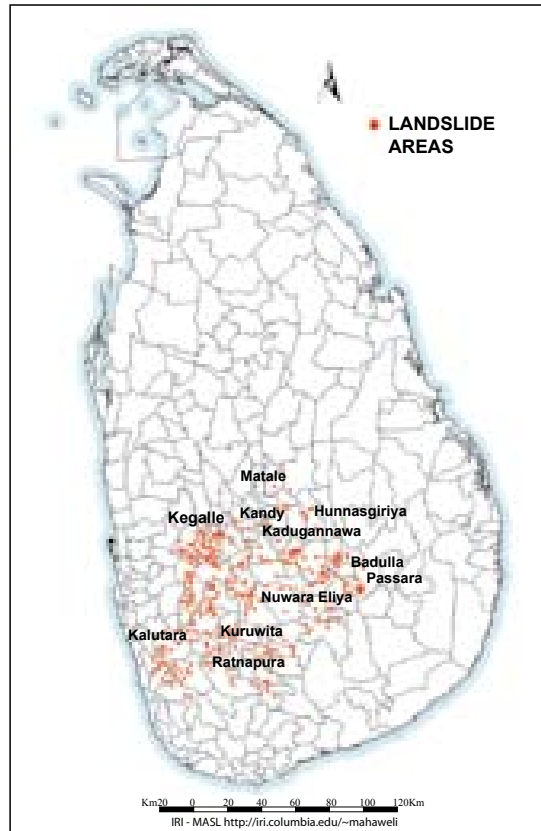 LANDSLIDE
AREAS
Matale
Kandy
Hunnasgiriya
Kegalle
Kadugannawa
Badulla
Passara
Nuwara Eliya
Kalutara
Kuruwita
Ratnapura
Km20 0 20 40 60 80 100 120Km
IRI - MASL http://iri.columbia.edu/~mahaweli